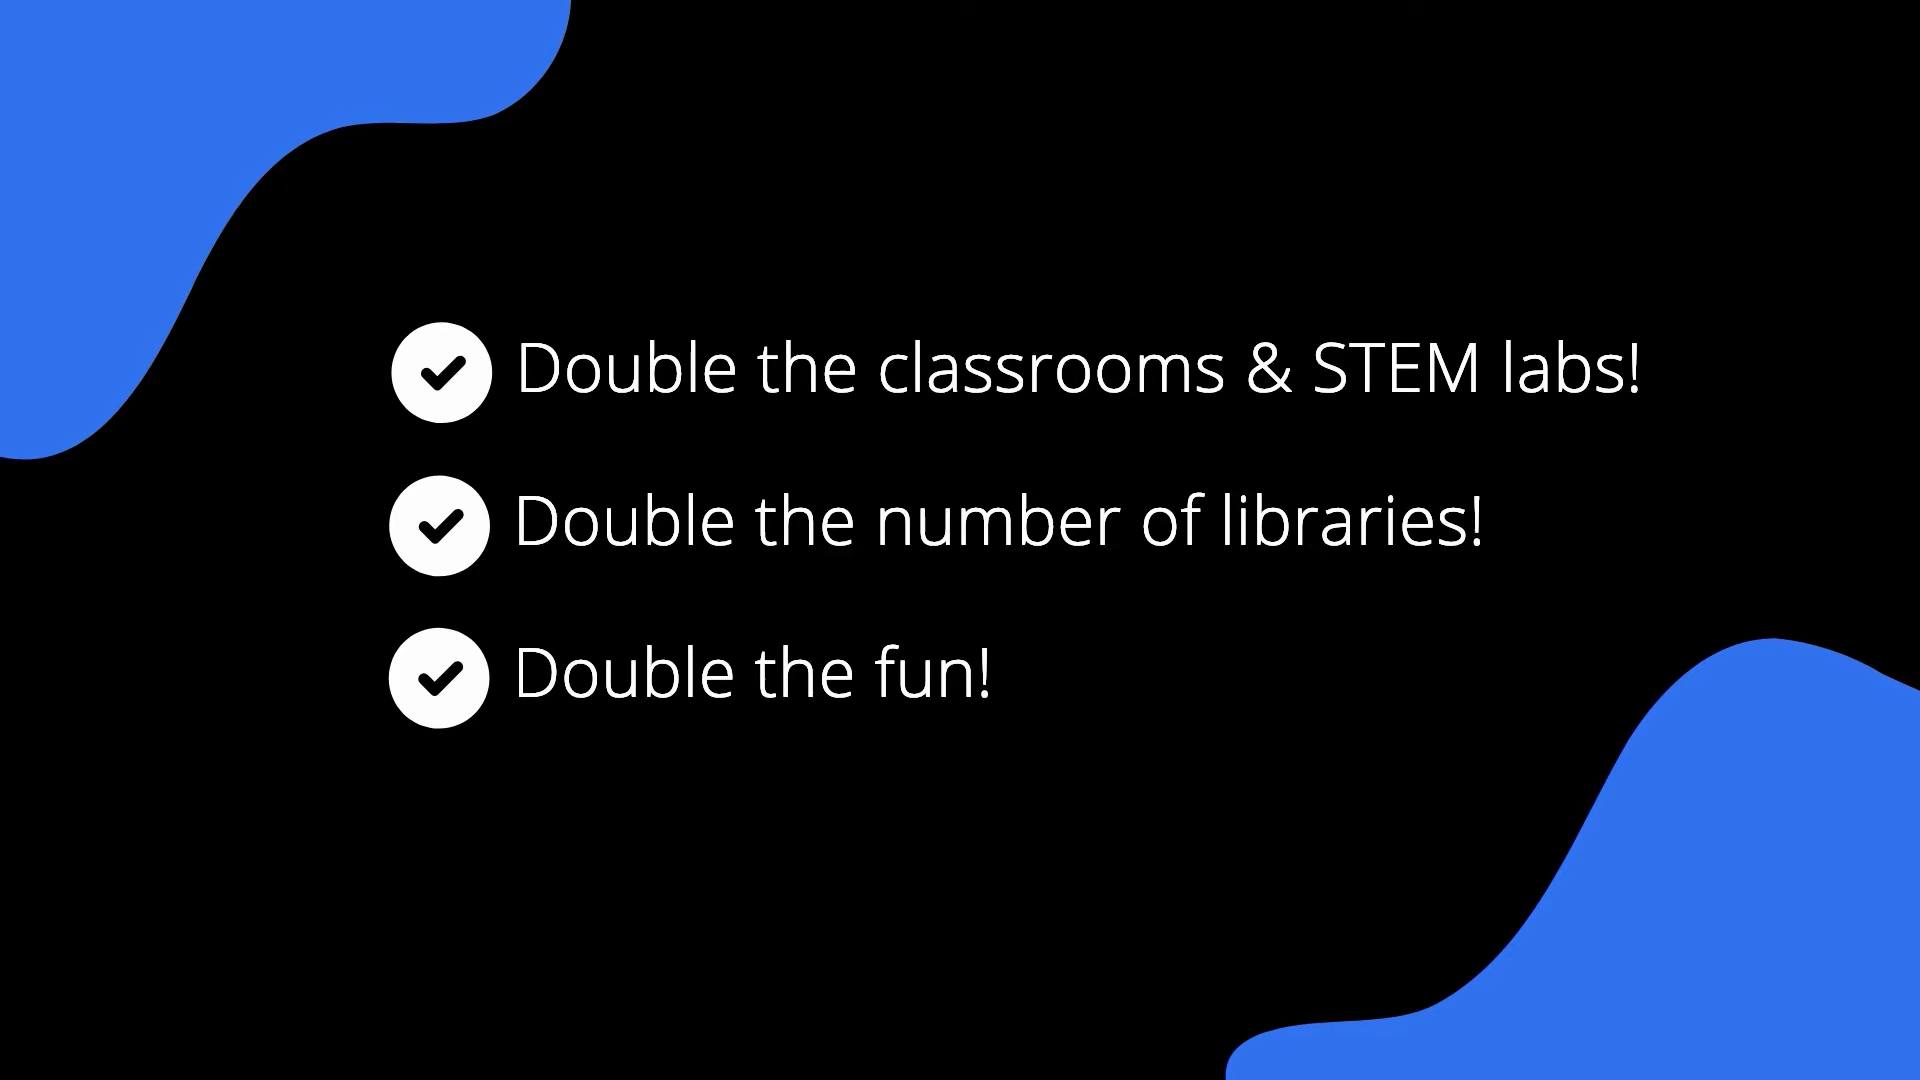 Double the classrooms & STEM labs!
Double the number of libraries!
Double the fun!